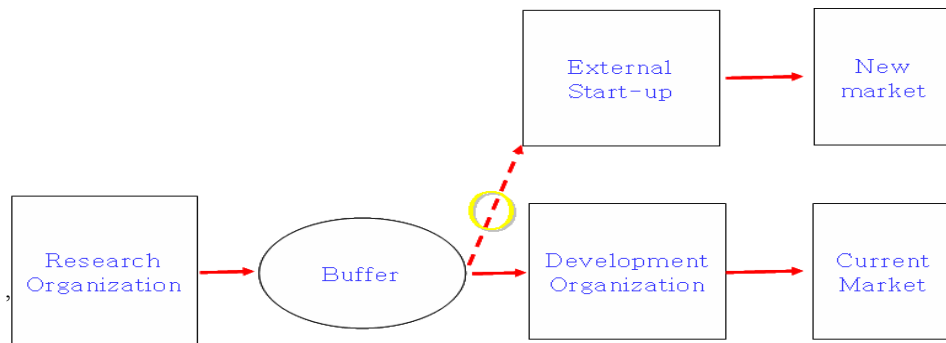 External
Start-up
New
market
Research
Organization
Buffer
Development
Organization
Current
Market
,